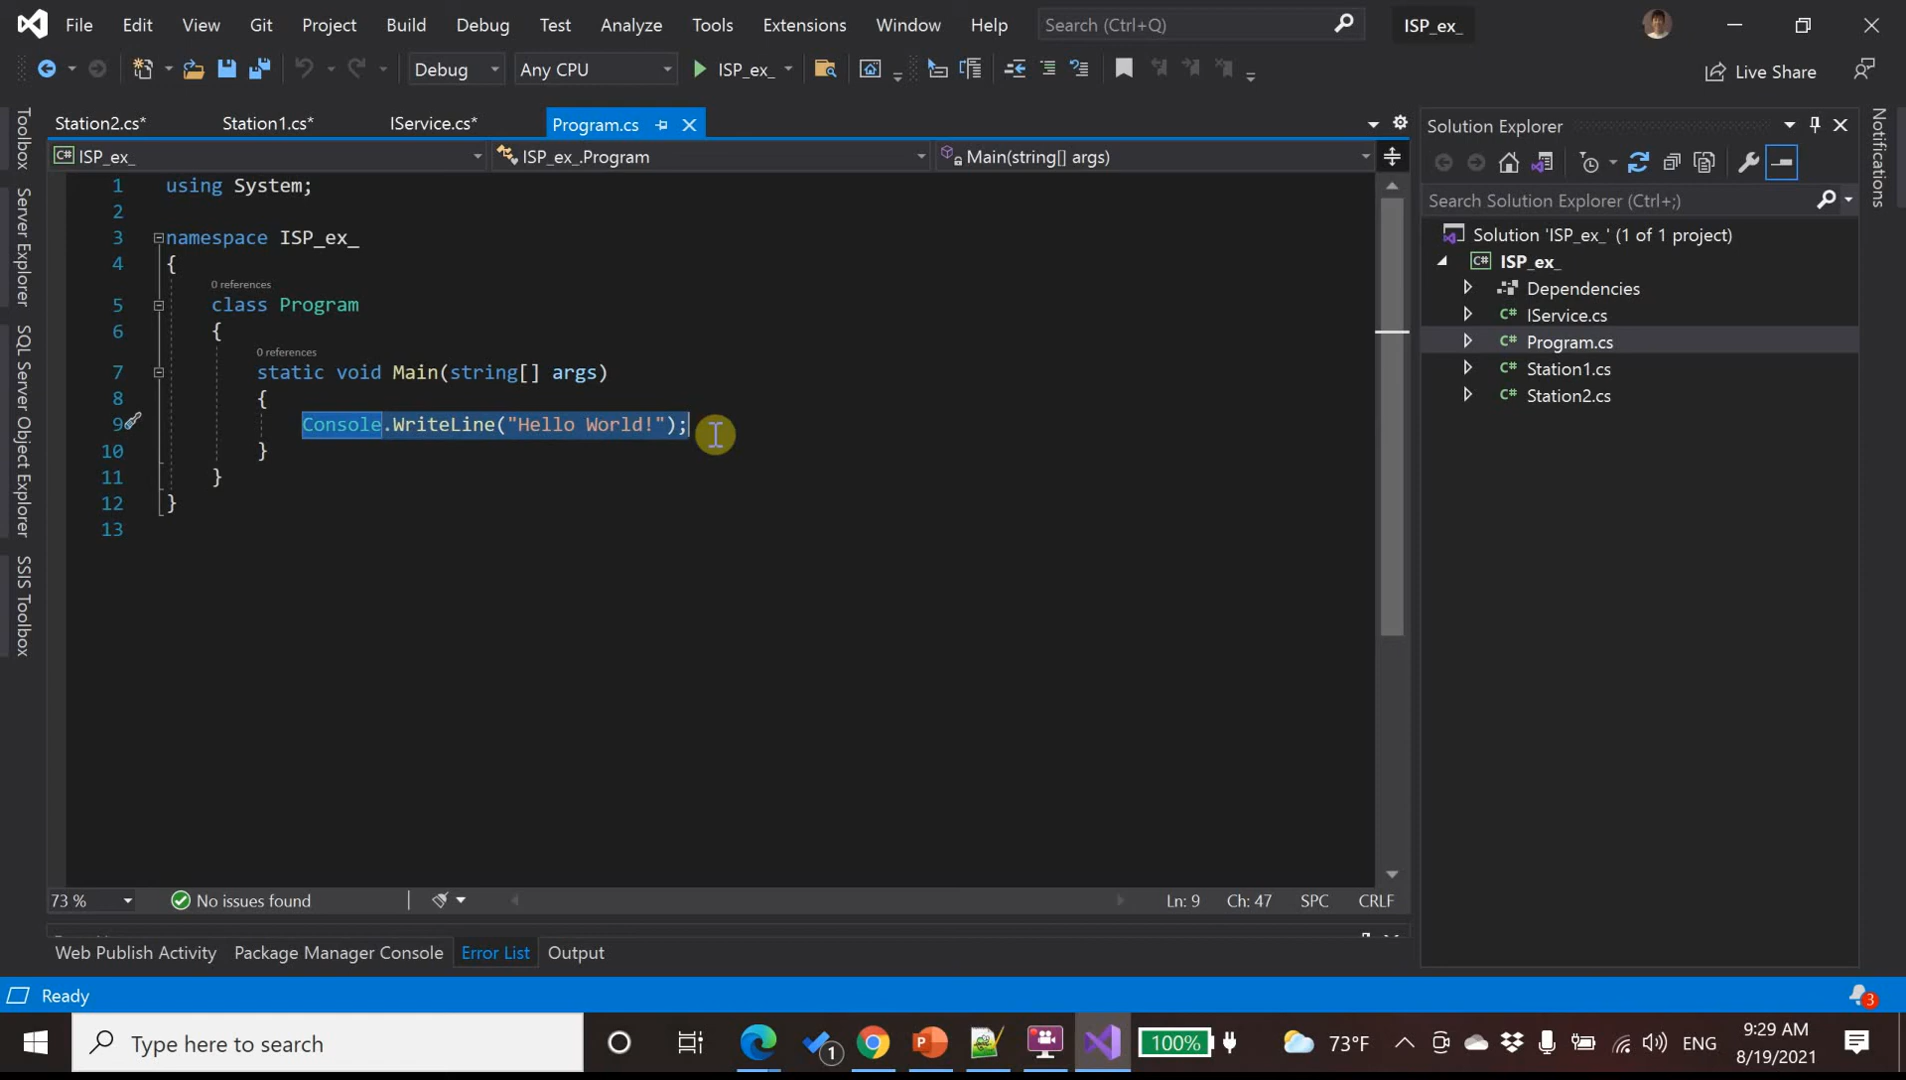 File Edit View Git Project Build Debug Test Tools Analyze Extensions Window Help Search (Ctrl+Q) ISP_ex_
Debug Any CPU ISP_ex_ Live Share
Station2.cs* Station1.cs* IService.cs* Program.cs
ISP_ex_ ISP_ex_.Program Main(string[] args)
Toolbox
Server Explorer
SQL Server Object Explorer
SSIS Toolbox
1 using System;
2
3 namespace ISP_ex_
4 {
0 references
5 class Program
6 {
0 references
7 static void Main(string[] args)
8 {
9 Console.WriteLine("Hello World!");
10 }
11 }
12 }
13
73 % No issues found Ln: 9 Ch: 47 SPC CRLF
Web Publish Activity Package Manager Console Error List Output
Solution Explorer
Search Solution Explorer (Ctrl+;)
Solution 'ISP_ex_' (1 of 1 project)
C# ISP_ex_
Dependencies
C# IService.cs
C# Program.cs
C# Station1.cs
C# Station2.cs
Notifications
Ready 3
Type here to search 1 100% 73°F ENG 9:29 AM
8/19/2021